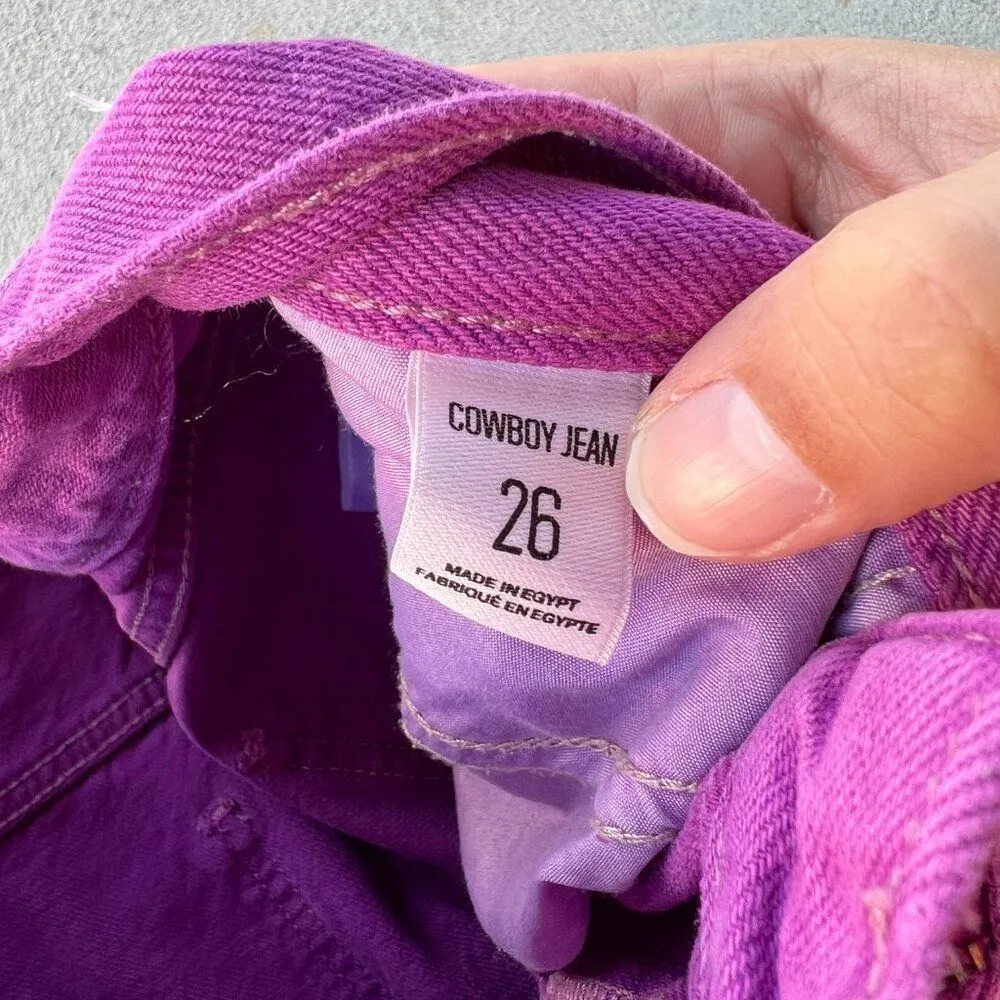 COWBOY JEAN
26
MADE IN EGYPT
FABRIQUÉ EN EGYPTE